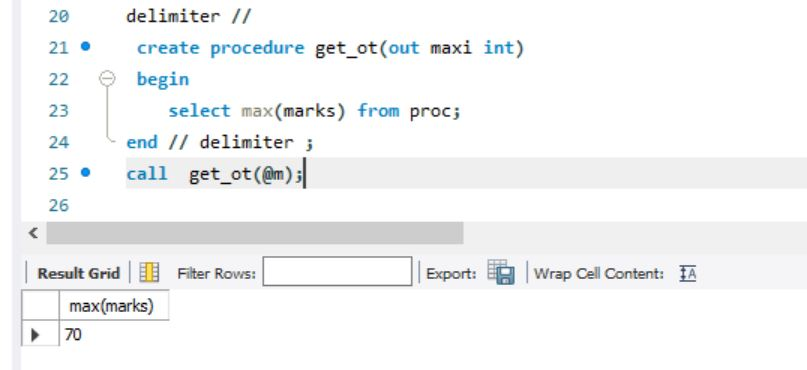 20 delimiter //
21 create procedure get_ot(out maxi int)
22 begin
23 select max(marks) from proc;
24 end // delimiter ;
25 call get_ot(@m);
26
Result Grid Filter Rows: Export: Wrap Cell Content: IA
max(marks)
70